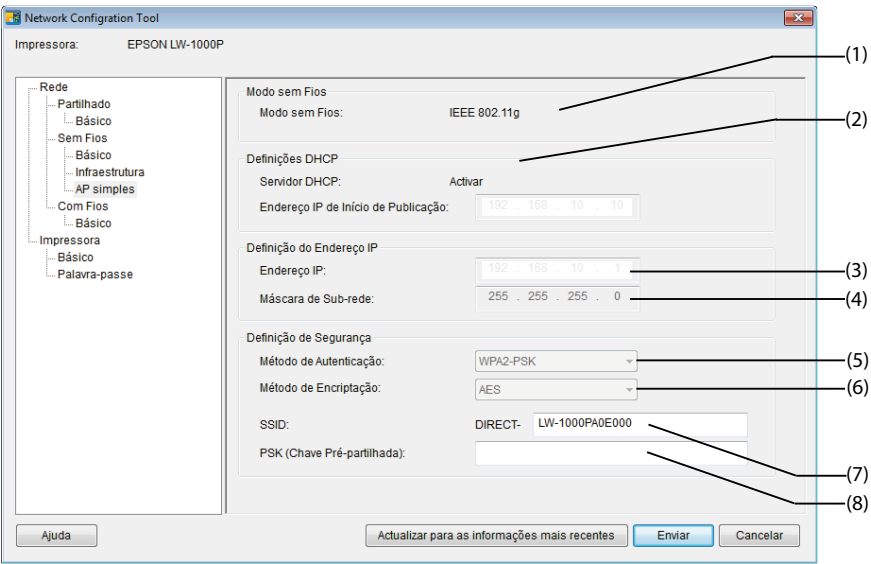 Network Configration Tool
Impressora: EPSON LW-1000P
(1)
Rede
Partilhado
Básico
Sem Fios
Básico
Infraestrutura
AP simples
Com Fios
Básico
Impressora
Básico
Palavra-passe
Modo sem Fios
Modo sem Fios: IEEE 802.11g
(2)
Definições DHCP
Servidor DHCP: Activar
Endereço IP de Início de Publicação: 192 . 168 . 10 . 10
Definição do Endereço IP
Endereço IP: 192 . 168 . 10 . 1 (3)
Máscara de Sub-rede: 255 . 255 . 255 . 0 (4)
Definição de Segurança
Método de Autenticação: WPA2-PSK (5)
Método de Encriptação: AES (6)
SSID: DIRECT- LW-1000PA0E000
PSK (Chave Pré-partilhada):
(7)
(8)
Ajuda Actualizar para as informações mais recentes Enviar Cancelar